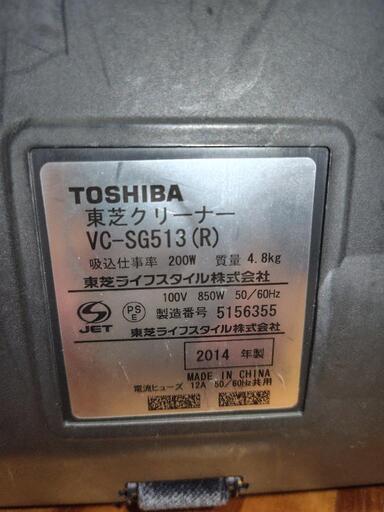 TOSHIBA
東芝クリーナー
VC-SG513(R)
吸込仕事率 200W 質量 4.8kg
東芝ライフスタイル株式会社
100V 850W 50/60Hz
JET PS E 製造番号 5156355
東芝ライフスタイル株式会社
2014 年製
MADE IN CHINA
電流ヒューズ 12A 50/60Hz共用